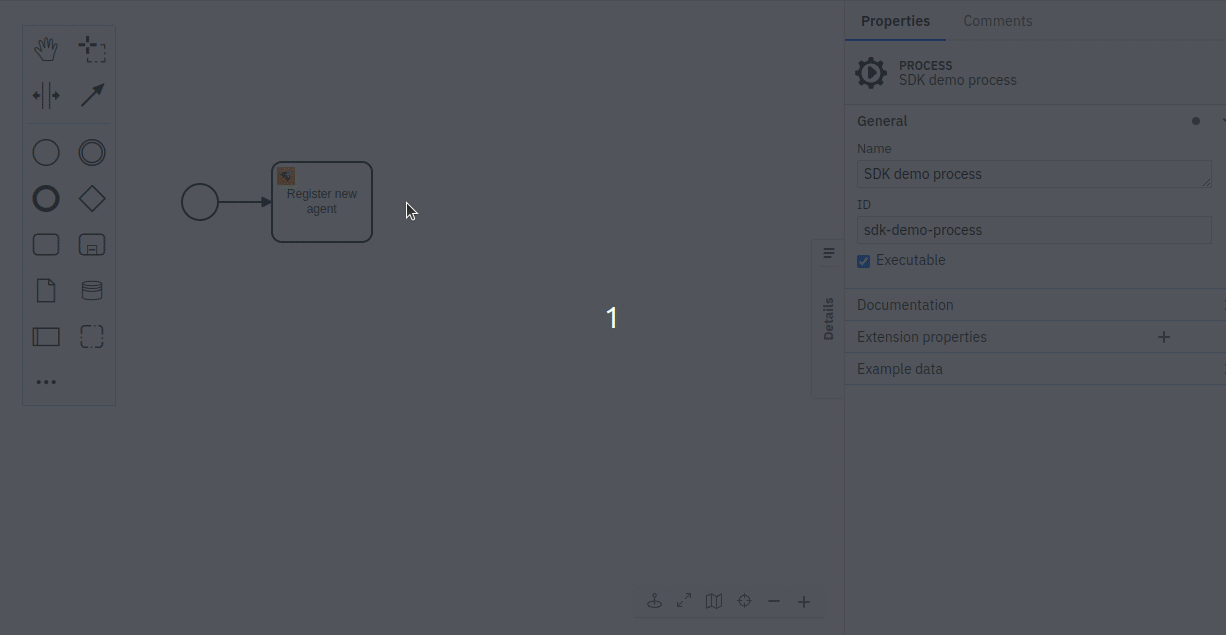 Properties
Comments
PROCESS
SDK demo process
General
Name
SDK demo process
ID
sdk-demo-process
Executable
Documentation
Extension properties
Example data
Details
Register new
agent
1